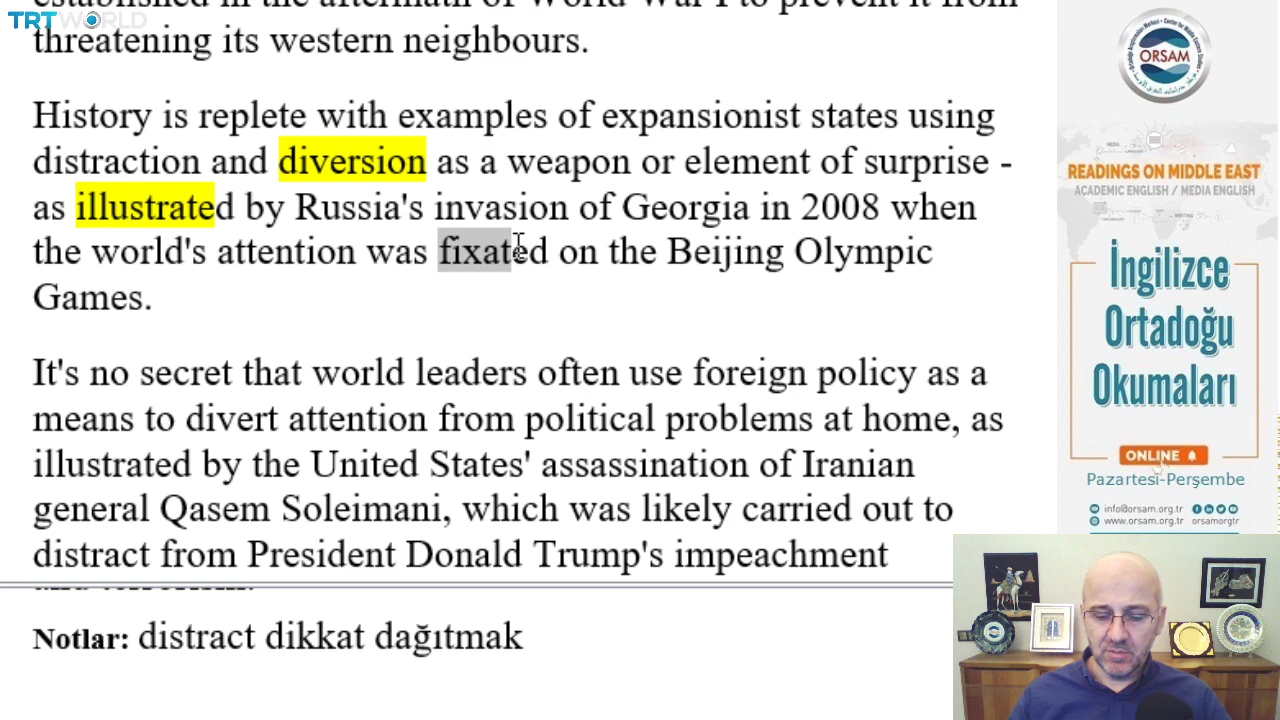 TRT WORLD
threatening its western neighbours.
History is replete with examples of expansionist states using
distraction and diversion as a weapon or element of surprise -
as illustrated by Russia's invasion of Georgia in 2008 when
the world's attention was fixated on the Beijing Olympic
Games.
It's no secret that world leaders often use foreign policy as a
means to divert attention from political problems at home, as
illustrated by the United States' assassination of Iranian
general Qasem Soleimani, which was likely carried out to
distract from President Donald Trump's impeachment
Notlar: distract dikkat dağıtmak
ORSAM
READINGS ON MIDDLE EAST
ACADEMIC ENGLISH / MEDIA ENGLISH
İngilizce
Ortadoğu
Okumaları
ONLINE
Pazartesi-Perşembe
info@orsam.org.tr
www.orsam.org.tr orsamorgtr